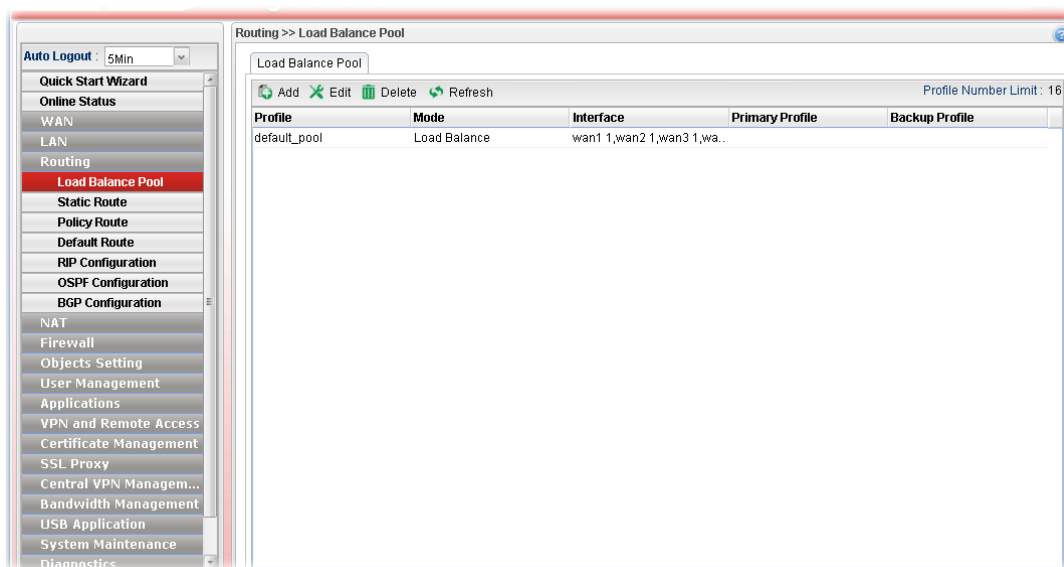 Auto Logout : 5Min
Quick Start Wizard
Online Status
WAN
LAN
Routing
Load Balance Pool
Static Route
Policy Route
Default Route
RIP Configuration
OSPF Configuration
BGP Configuration
NAT
Firewall
Objects Setting
User Management
Applications
VPN and Remote Access
Certificate Management
SSL Proxy
Central VPN Managem...
Bandwidth Management
USB Application
System Maintenance
Diagnostics
Routing >> Load Balance Pool
?
Load Balance Pool
Add Edit Delete Refresh Profile Number Limit : 16
Profile Mode Interface Primary Profile Backup Profile
default_pool Load Balance wan1 1,wan2 1,wan3 1,wa..